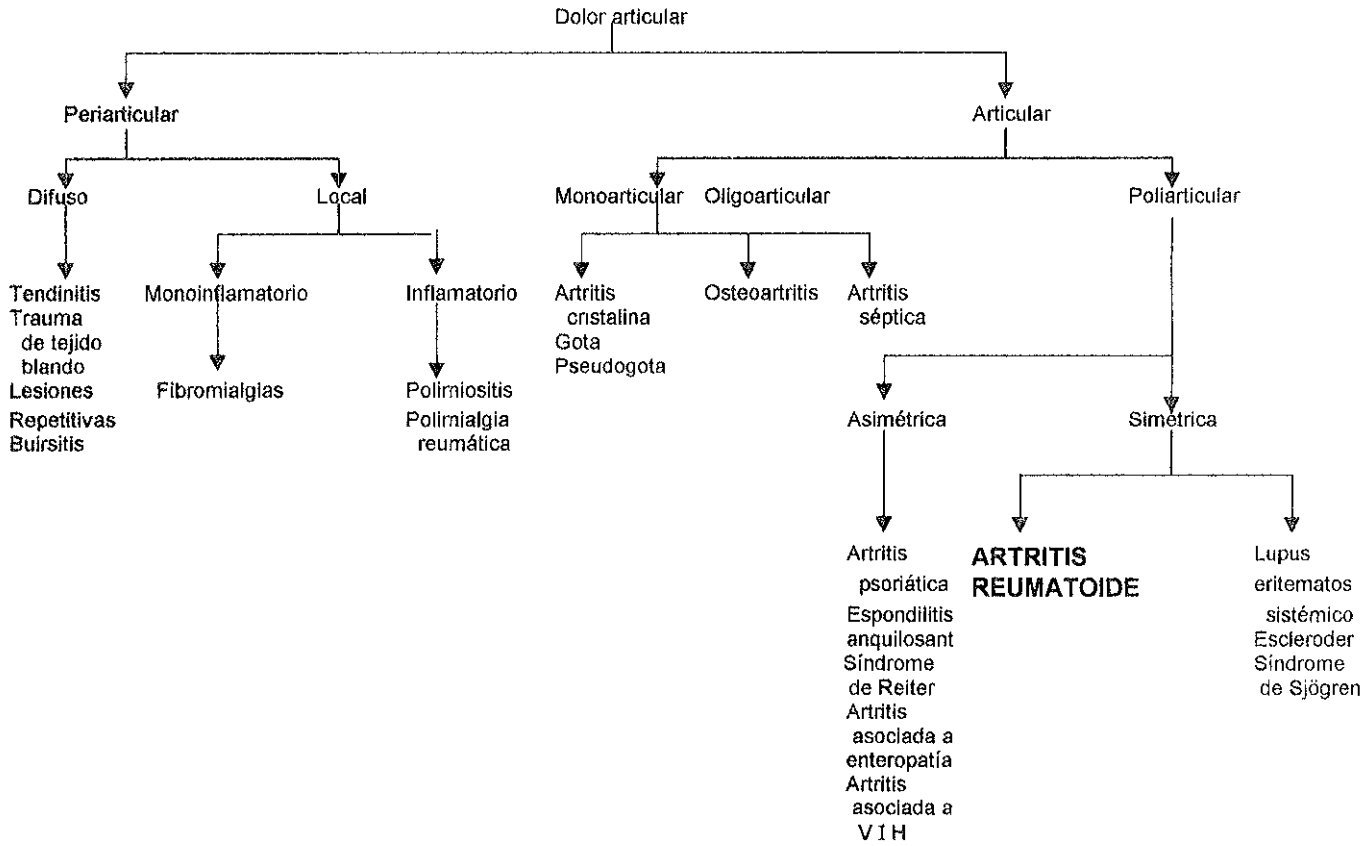 Dolor articular
Periarticular
Articular
Difuso
Local
Monoarticular
Oligoarticular
Poliarticular
Tendinitis
Trauma
de tejido
blando
Lesiones
Repetitivas
Buirsitis
Monoinflamatorio
Fibromialgias
Inflamatorio
Polimiositis
Polimialgia
reumática
Artritis
cristalina
Gota
Pseudogota
Osteoartritis
Artritis
séptica
Asimétrica
Simétrica
Artritis
psoriática
Espondilitis
anquilosant
Síndrome
de Reiter
Artritis
asociada a
enteropatía
Artritis
asociada a
VIH
ARTRITIS
REUMATOIDE
Lupus
eritematos
sistémico
Escleroder
Síndrome
de Sjögren